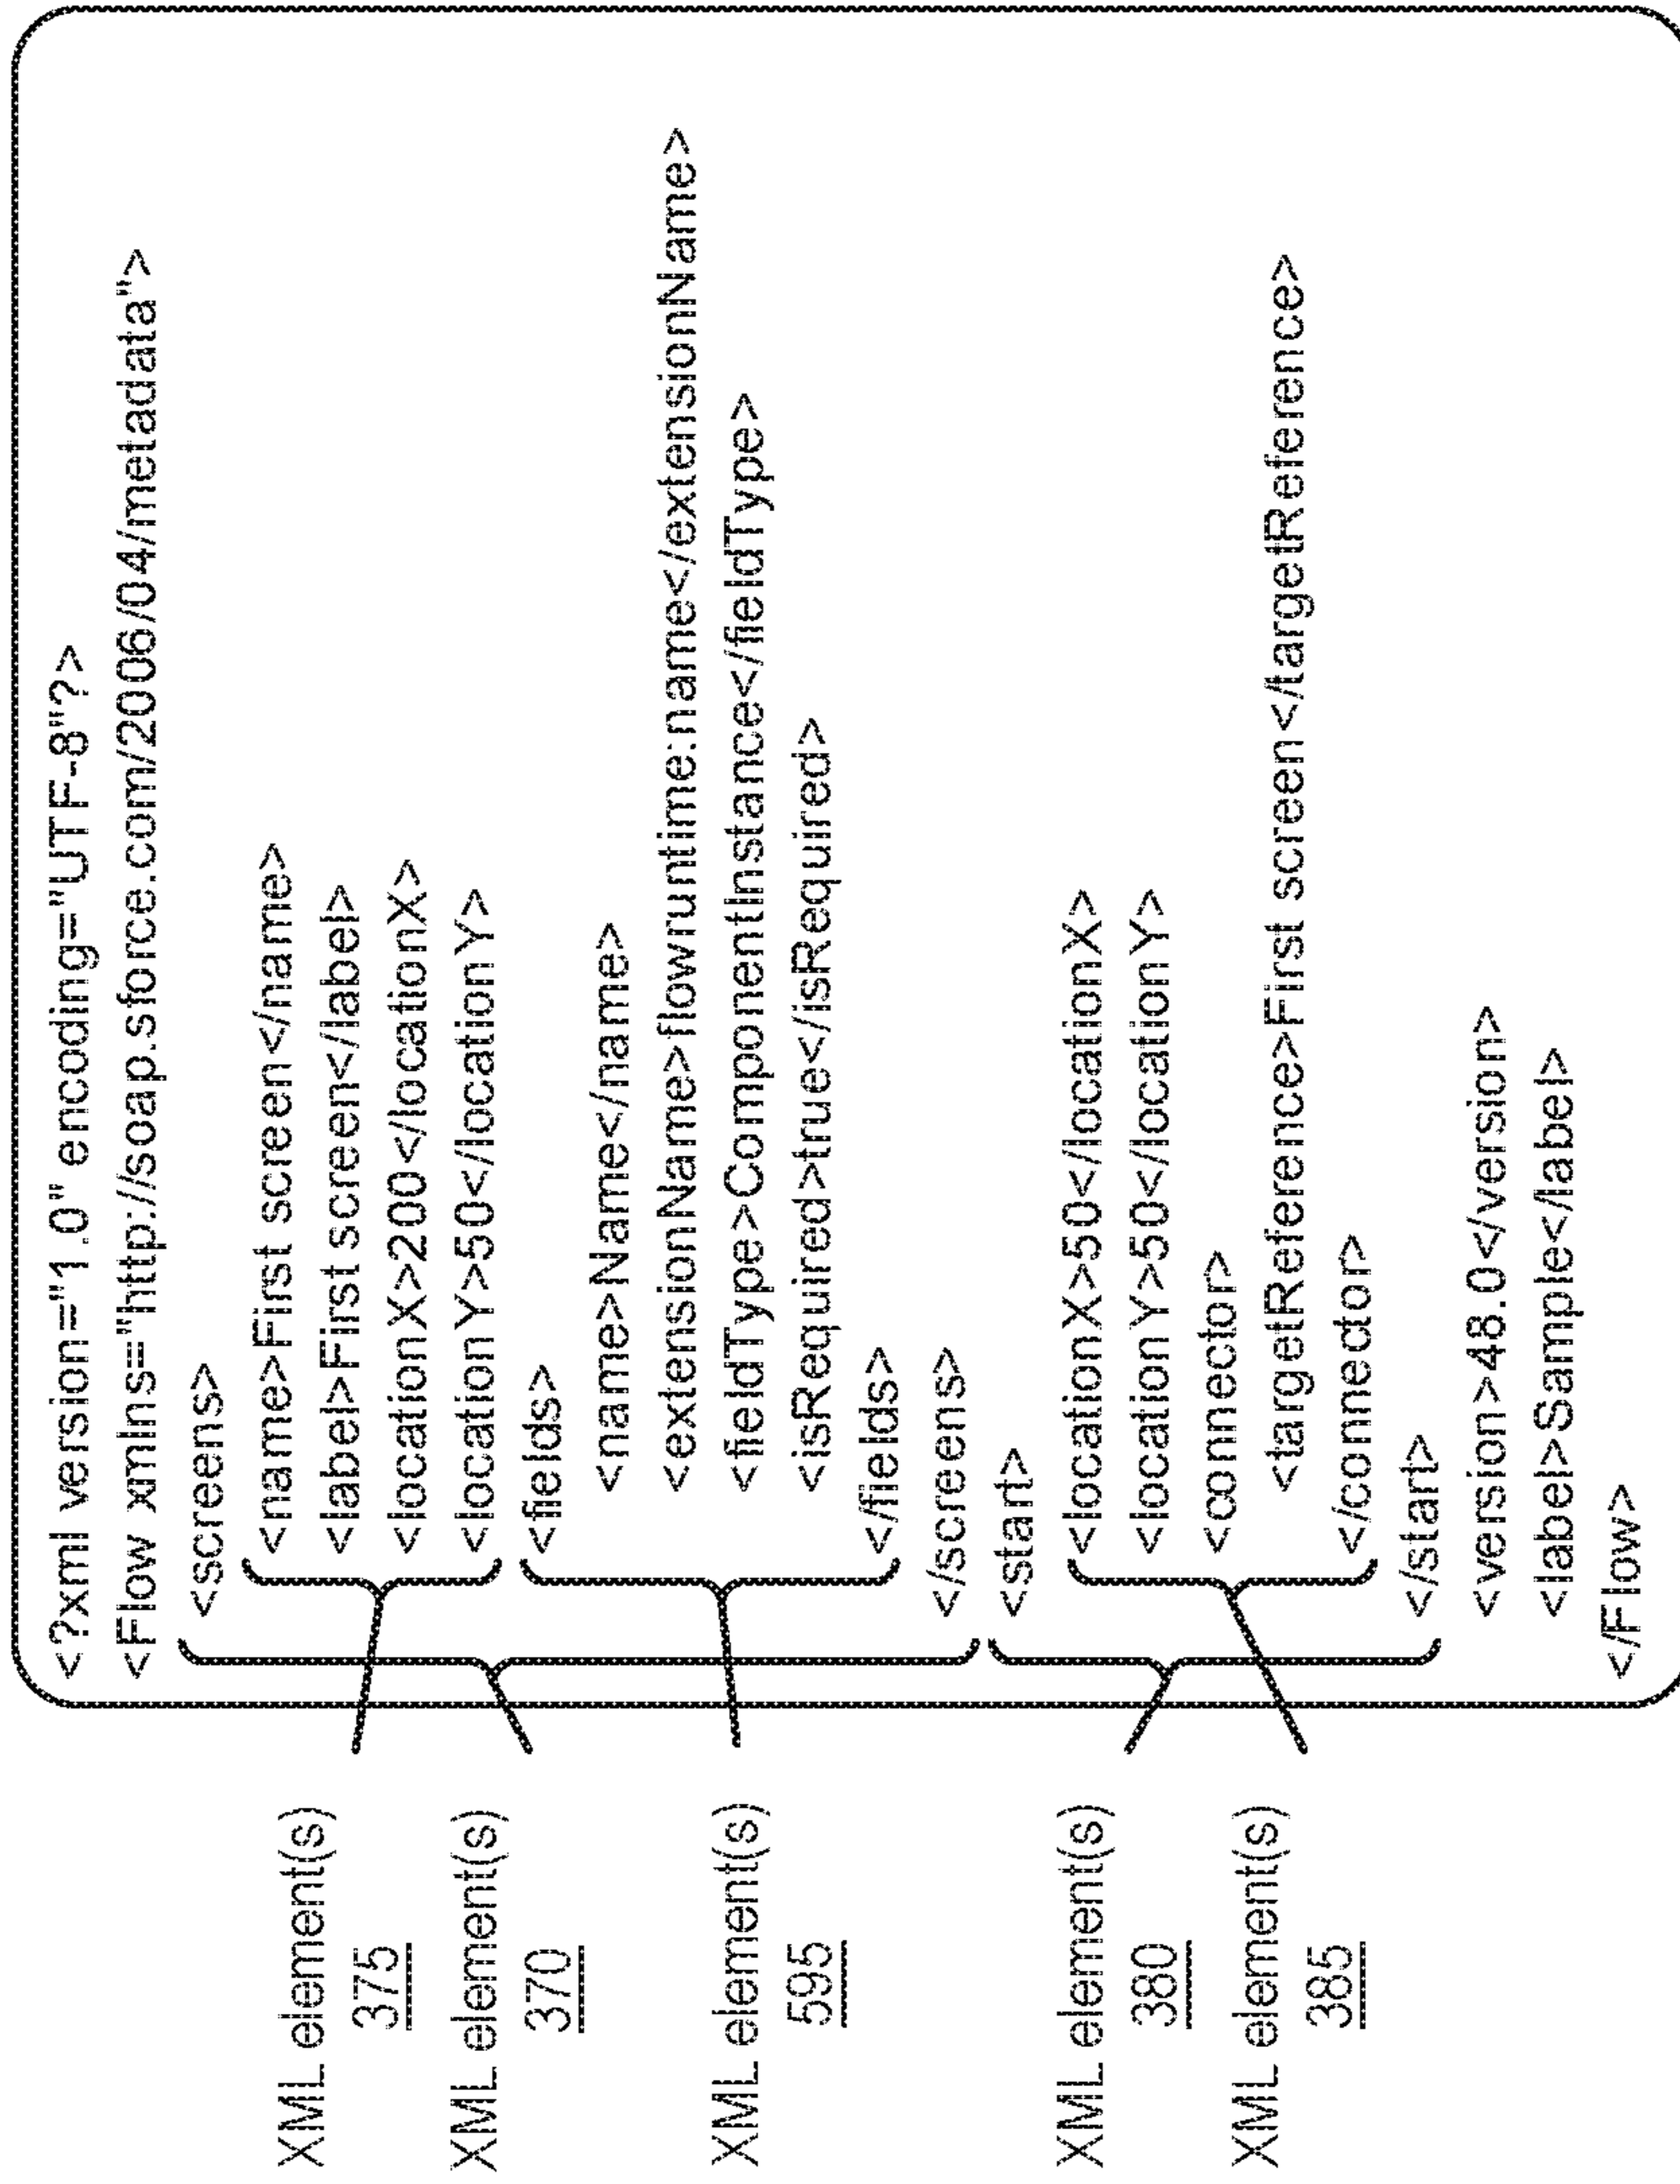 <?xml version="1.0" encoding="UTF-8"?>
<Flow xmlns="http://soap.sforce.com/2006/04/metadata">
<screens>
<name>First screen</name>
<label>First screen</label>
<locationX>200</locationX>
<locationY>50</locationY>
<fields>
<name>Name</name>
<extensionName>flowruntime:name</extensionName>
<fieldType>ComponentInstance</fieldType>
<isRequired>true</isRequired>
</fields>
</screens>
<start>
<locationX>50</locationX>
<locationY>50</locationY>
<connector>
<targetReference>First screen</targetReference>
</connector>
</start>
<version>48.0</version>
<label>Sample</label>
</Flow>
XML element(s)
375
XML element(s)
370
XML element(s)
595
XML element(s)
380
XML element(s)
385